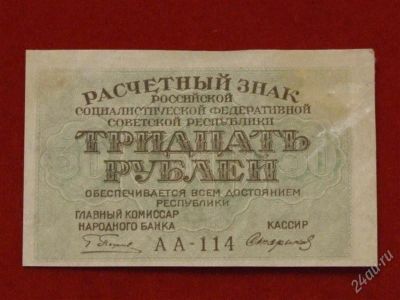 РАСЧЕТНЫЙ ЗНАК
РОССИЙСКОЙ
СОЦИАЛИСТИЧЕСКОЙ ФЕДЕРАТИВНОЙ
СОВЕТСКОЙ РЕСПУБЛИКИ
ТРИДЦАТЬ
РУБЛЕЙ
ОБЕСПЕЧИВАЕТСЯ ВСЕМ ДОСТОЯНИЕМ
РЕСПУБЛИКИ
ГЛАВНЫЙ КОМИССАР
НАРОДНОГО БАНКА
КАССИР
АА-114
24au.ru